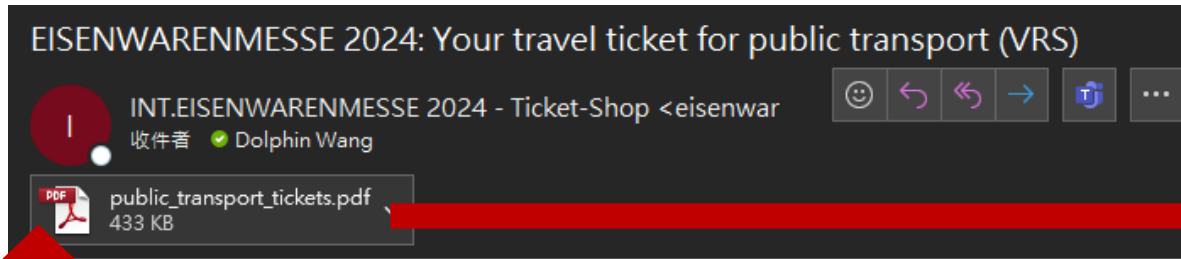 EISENWARENMESSE 2024: Your travel ticket for public transport (VRS)
I
INT.EISENWARENMESSE 2024 - Ticket-Shop <eisenwar
收件者 Dolphin Wang
PDF
public_transport_tickets.pdf
433 KB